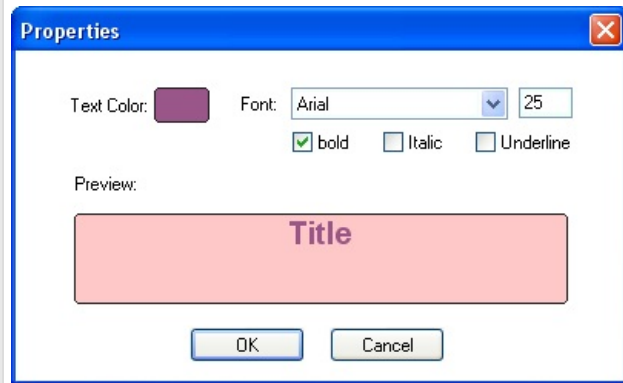 Properties
Text Color: Font: Arial 25
bold Italic Underline
Preview:
Title
OK Cancel